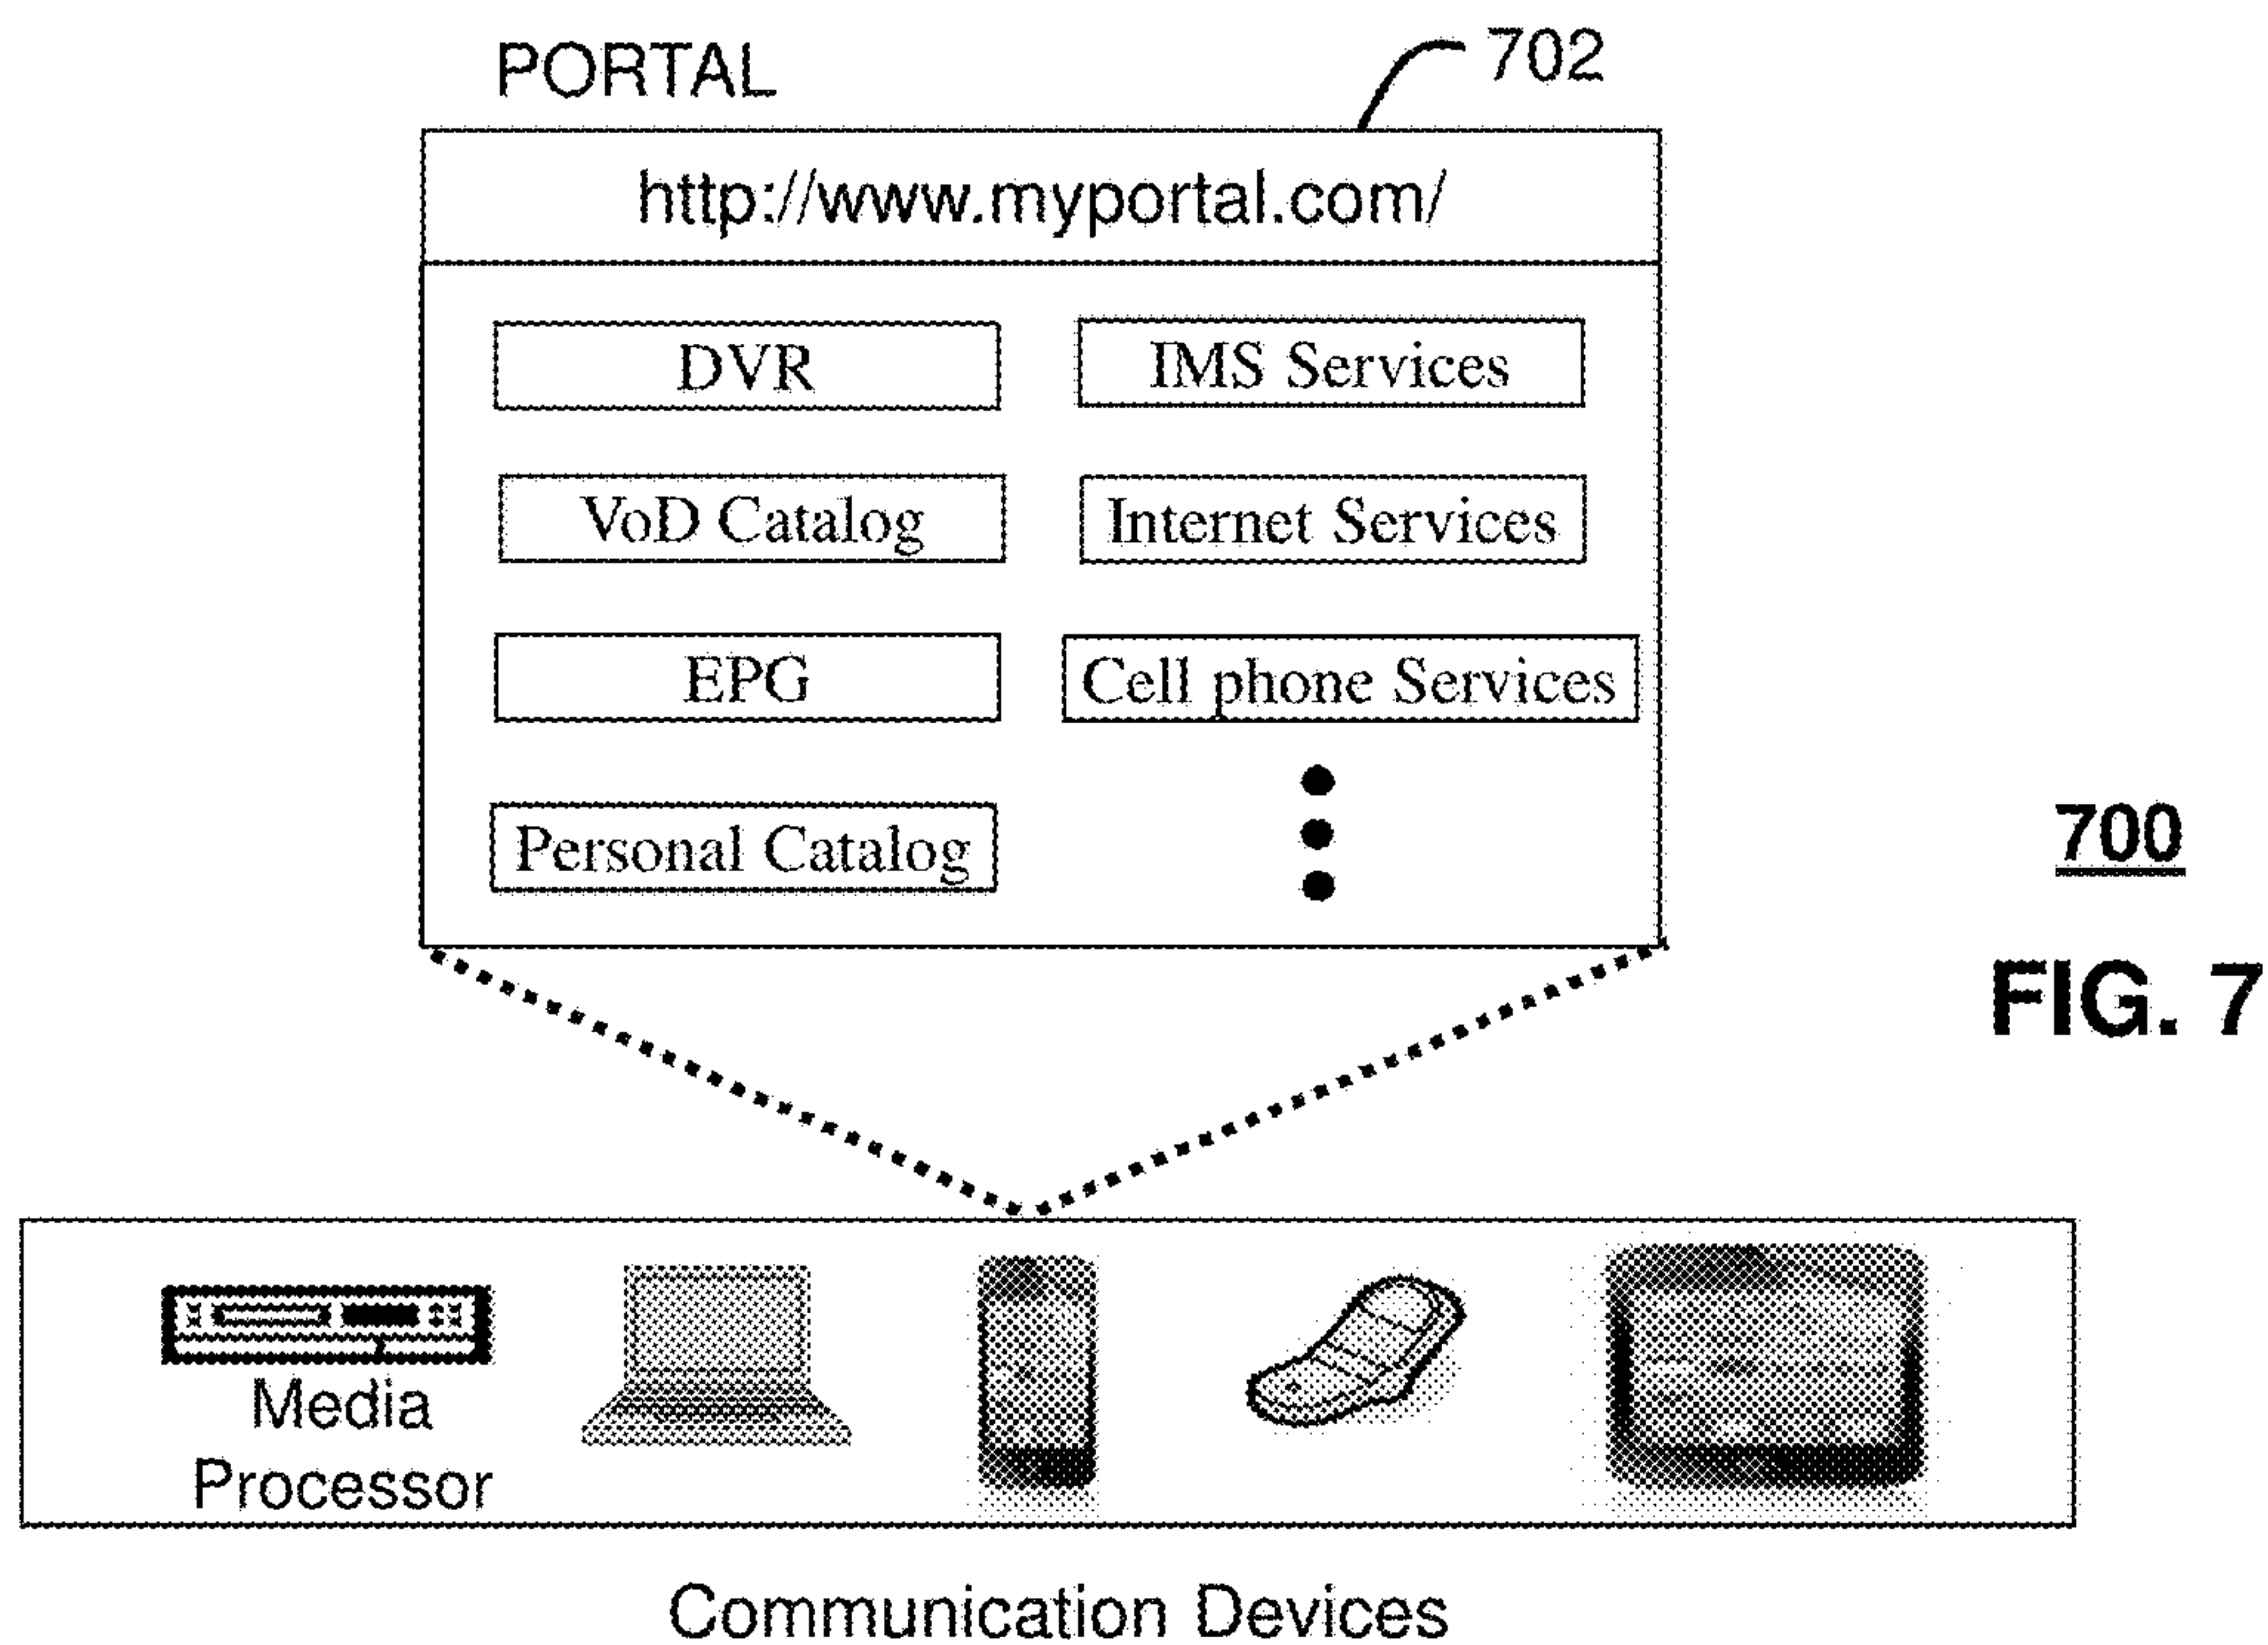 PORTAL
702
http://www.myportal.com/
DVR
IMS Services
VoD Catalog
Internet Services
EPG
Cell phone Services
Personal Catalog
700
FIG. 7
Media
Processor
Communication Devices